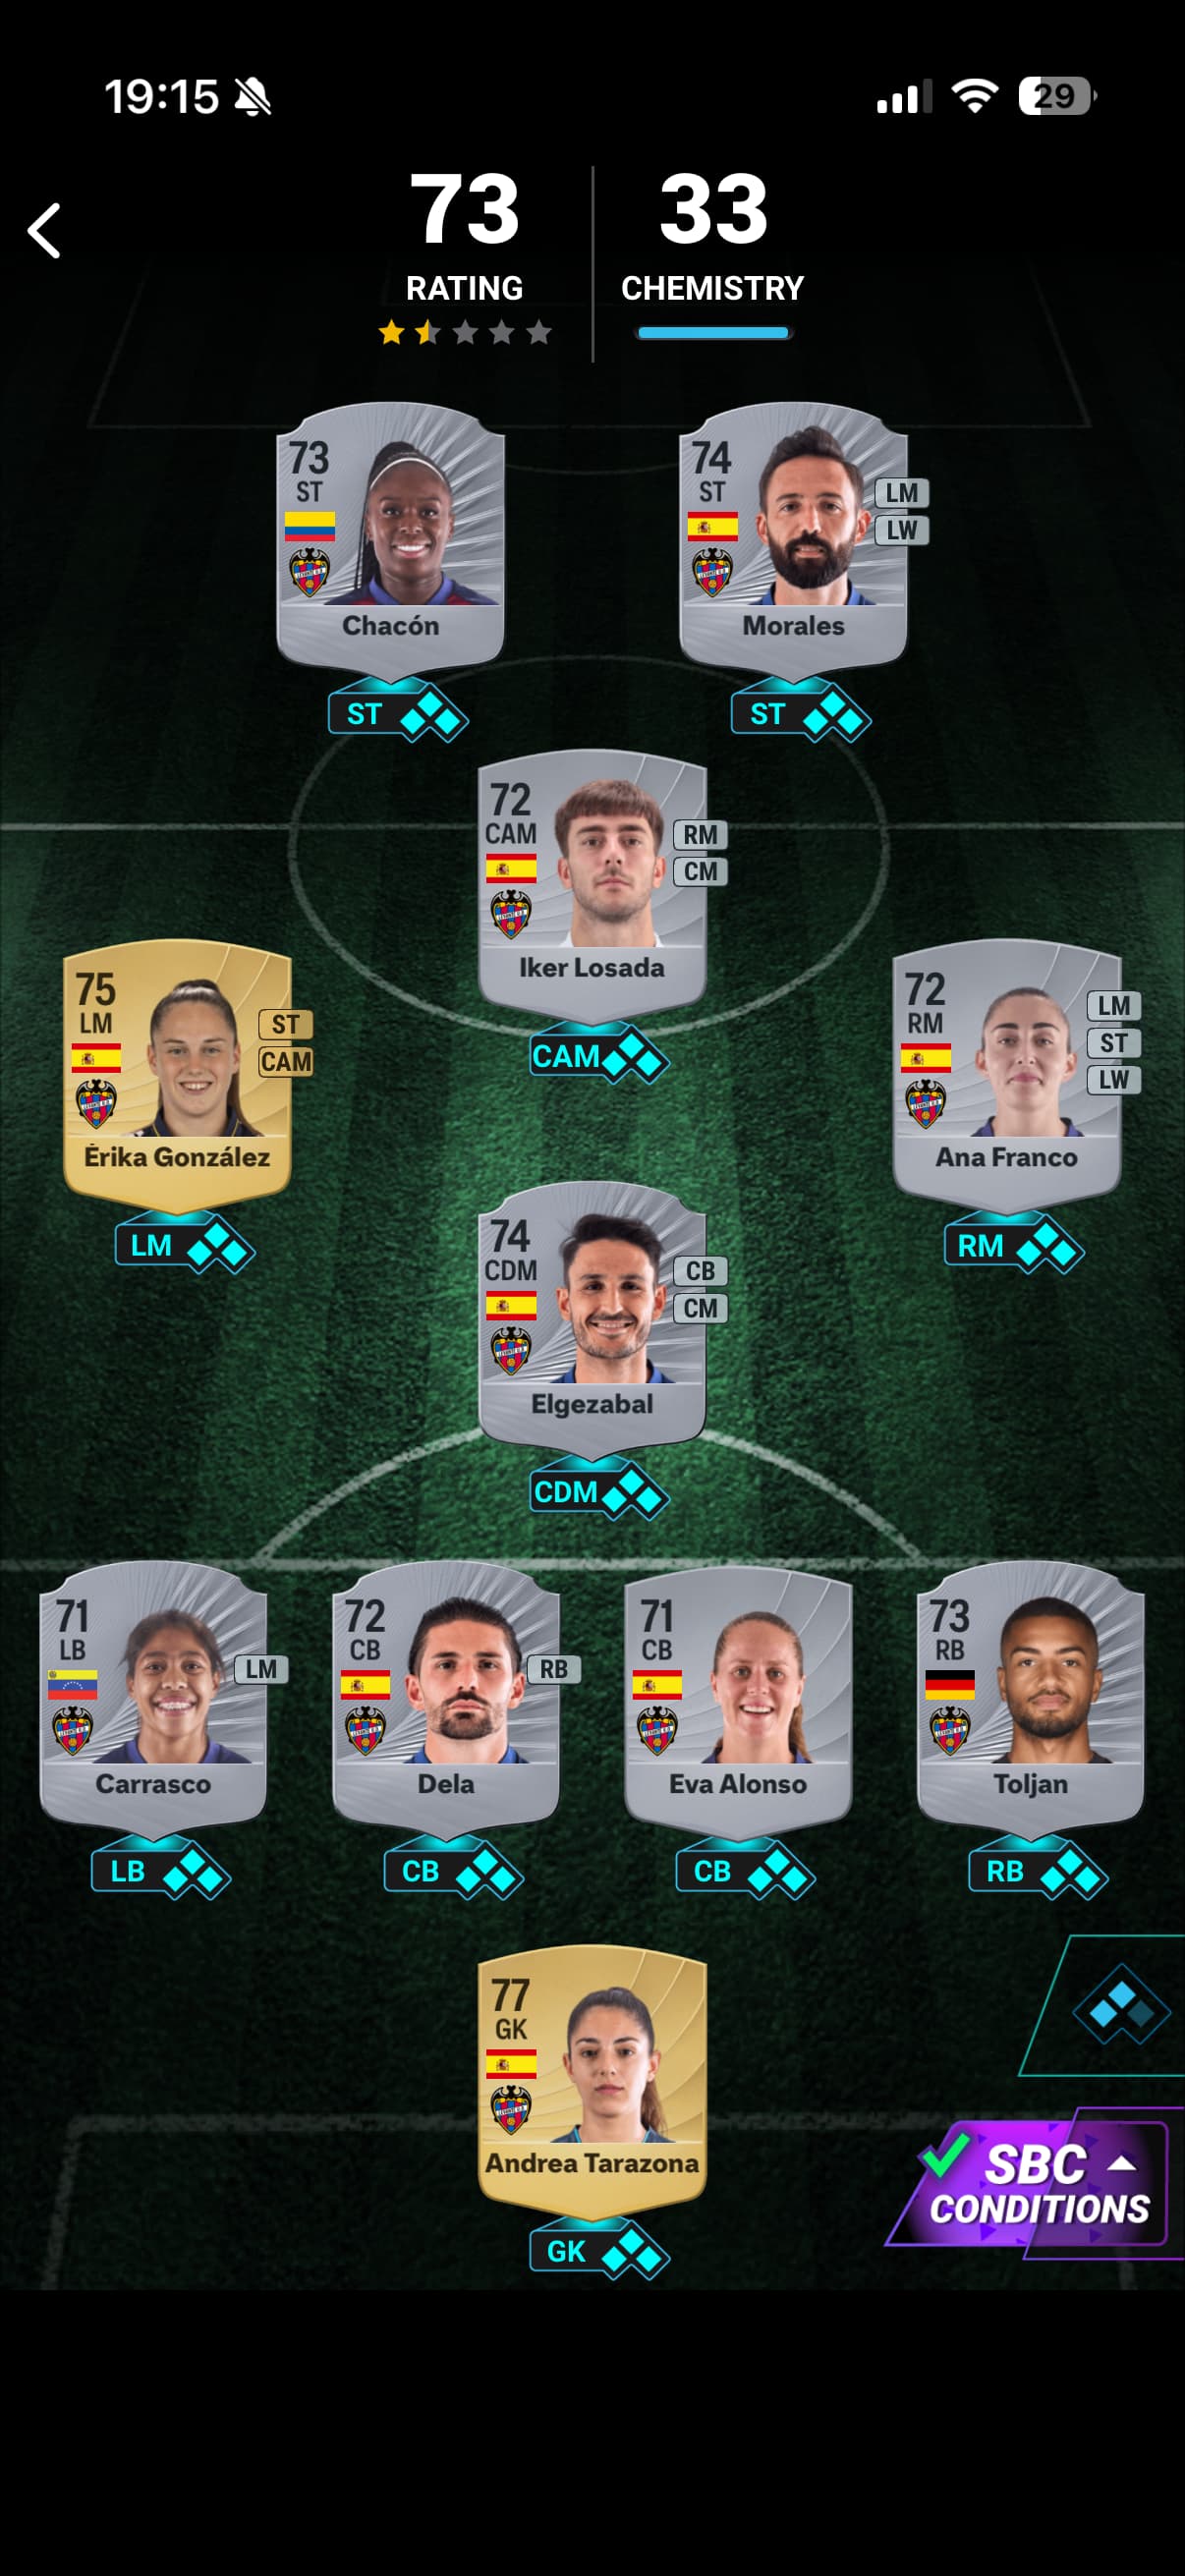 19:15
29
73
33
RATING
CHEMISTRY
73
ST
Chacón
ST
74
ST
LM
LW
Morales
ST
72
CAM
RM
CM
Iker Losada
CAM
75
LM
ST
CAM
Érika González
LM
72
RM
LM
ST
LW
Ana Franco
RM
74
CDM
CB
CM
Elgezabal
CDM
71
LB
LM
Carrasco
LB
72
CB
RB
Dela
CB
71
CB
Eva Alonso
CB
73
RB
Toljan
RB
77
GK
Andrea Tarazona
GK
SBC
CONDITIONS